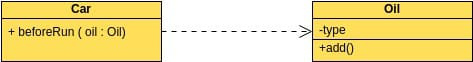 Car
+ beforeRun ( oil : Oil)
Oil
-type
+add()